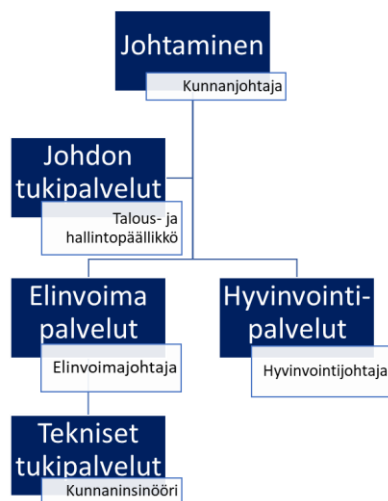 Johtaminen
Kunnanjohtaja
Johdon
tukipalvelut
Talous- ja
hallintopäällikkö
Elinvoima
palvelut
Elinvoimajohtaja
Hyvinvointi-
palvelut
Hyvinvointijohtaja
Tekniset
tukipalvelut
Kunnaninsinööri